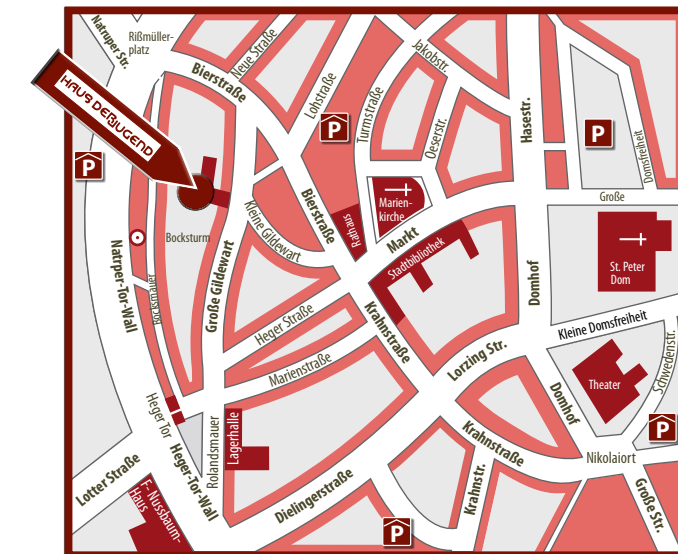 Natruper Str.
Rißmüller-
platz
Neue Straße
Bierstraße
Lohstraße
Jakobstr.
HAUS DER JUGEND
P
P
Turmstraße
Oeserstr.
Hasestr.
P
Domsfreiheit
Große
P
Marien-
kirche
Rathaus
Bierstraße
Kleine Gildewart
Markt
Stadtbibliothek
St. Peter
Dom
Bocksturm
Natrper-Tor-Wall
Bocksmauer
Große Gildewart
Heger Straße
Krahnstraße
Domhof
Kleine Domsfreiheit
Marienstraße
Lorzing Str.
Schwedenstr.
Theater
Domhof
Heger Tor
Rolandsmauer
Lagerhalle
Krahnstraße
P
Nikolaiort
Lotter Straße
Heger-Tor-Wall
F- Nussbaum-
Haus
Dielingerstraße
Krahnstr.
Große Str.
P